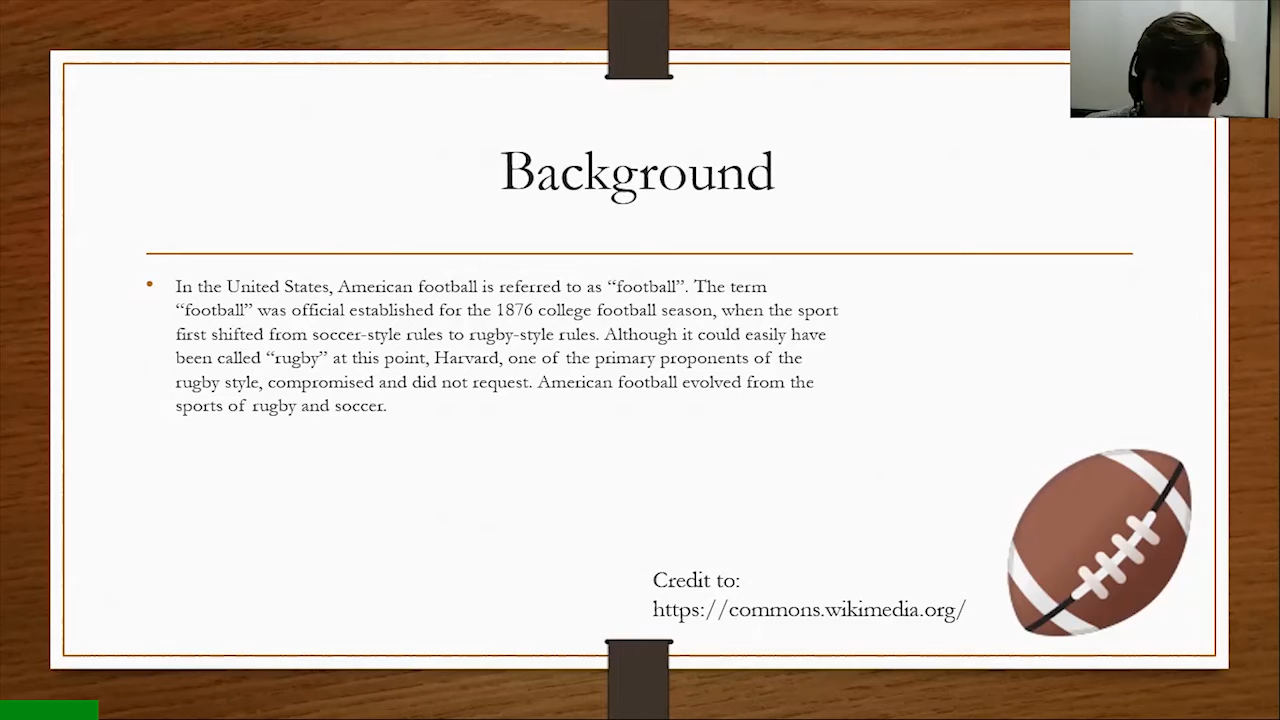 Background
• In the United States, American football is referred to as “football”. The term
“football” was official established for the 1876 college football season, when the sport
first shifted from soccer-style rules to rugby-style rules. Although it could easily have
been called “rugby” at this point, Harvard, one of the primary proponents of the
rugby style, compromised and did not request. American football evolved from the
sports of rugby and soccer.
Credit to:
https://commons.wikimedia.org/